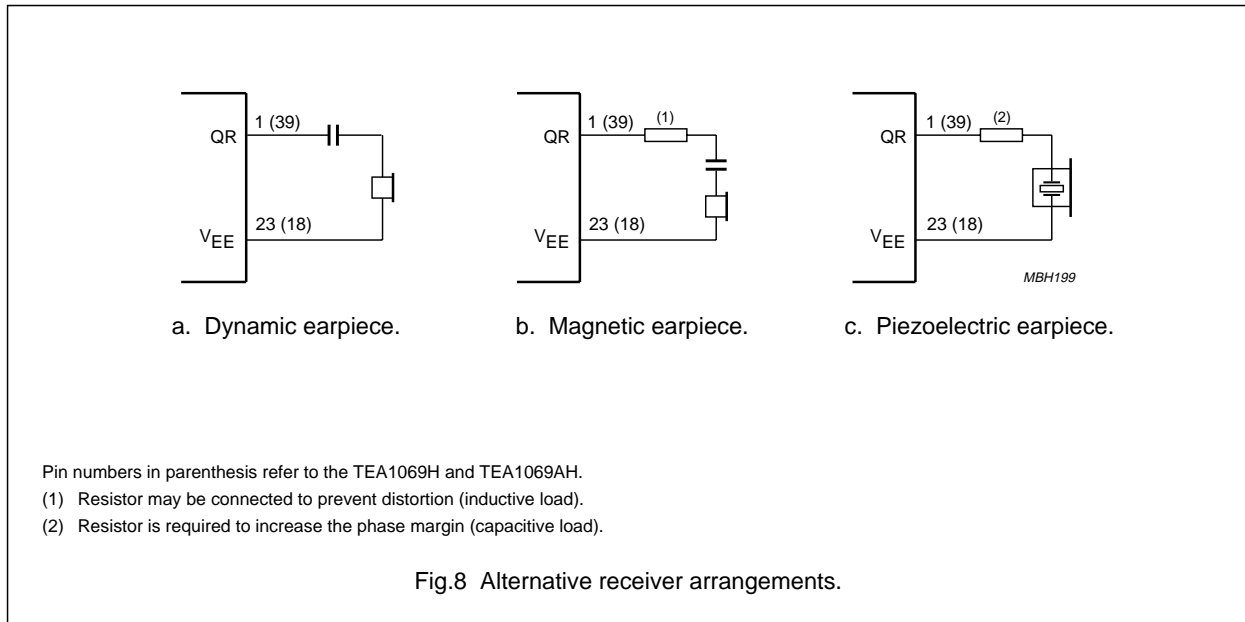 QR
1 (39)
VEE
23 (18)
a. Dynamic earpiece.
QR
1 (39)
(1)
VEE
23 (18)
b. Magnetic earpiece.
QR
1 (39)
(2)
VEE
23 (18)
MBH199
c. Piezoelectric earpiece.
Pin numbers in parenthesis refer to the TEA1069H and TEA1069AH.
(1) Resistor may be connected to prevent distortion (inductive load).
(2) Resistor is required to increase the phase margin (capacitive load).
Fig.8 Alternative receiver arrangements.